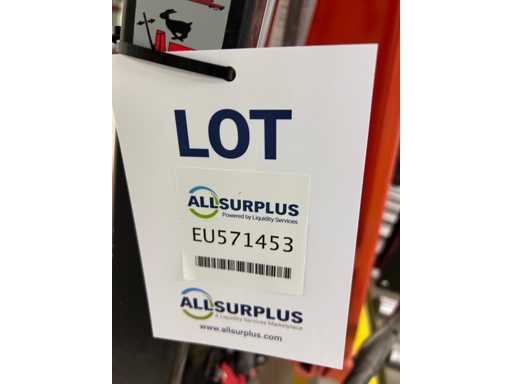 LOT
ALLSURPLUS
Powered by Liquidity Services
EU571453
ALLSURPLUS
A Liquidity Services Marketplace
www.allsurplus.com